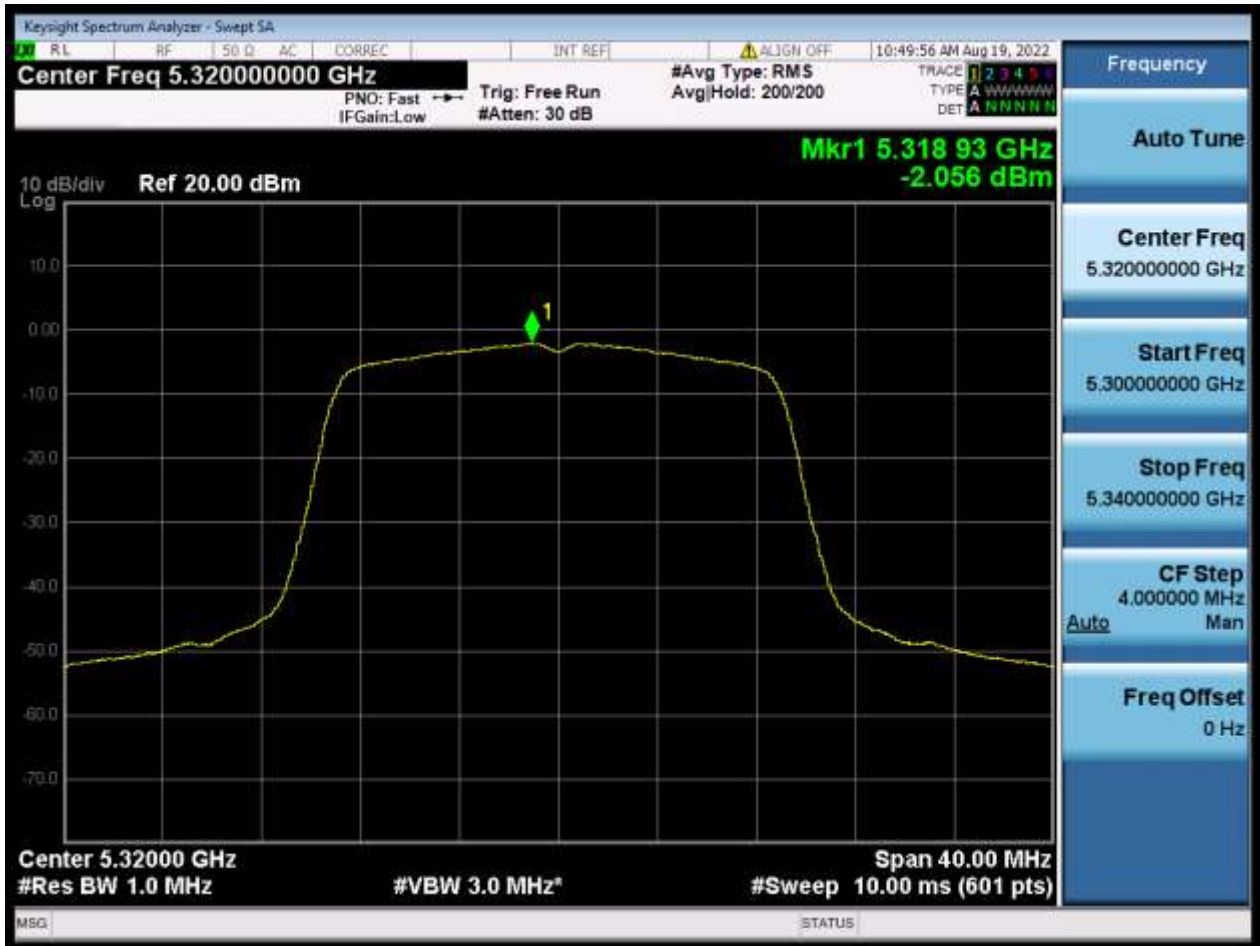 Keysight Spectrum Analyzer - Swept SA
RL RF 50 Ω AC CORREC INT REF ALIGN OFF 10:49:56 AM Aug 19, 2022
Center Freq 5.320000000 GHz
PNO: Fast
IFGain:Low
Trig: Free Run
#Atten: 30 dB
#Avg Type: RMS
Avg|Hold: 200/200
TRACE 1 2 3 4 5 6
TYPE A WWWWW
DET A N N N N N
Mkr1 5.318 93 GHz
-2.056 dBm
10 dB/div Ref 20.00 dBm
Log
10.0
0.00
-10.0
-20.0
-30.0
-40.0
-50.0
-60.0
-70.0
1
Center 5.32000 GHz
Span 40.00 MHz
#Res BW 1.0 MHz
#VBW 3.0 MHz*
#Sweep 10.00 ms (601 pts)
MSG
STATUS
Frequency
Auto Tune
Center Freq
5.320000000 GHz
Start Freq
5.300000000 GHz
Stop Freq
5.340000000 GHz
CF Step
4.000000 MHz
Auto Man
Freq Offset
0 Hz